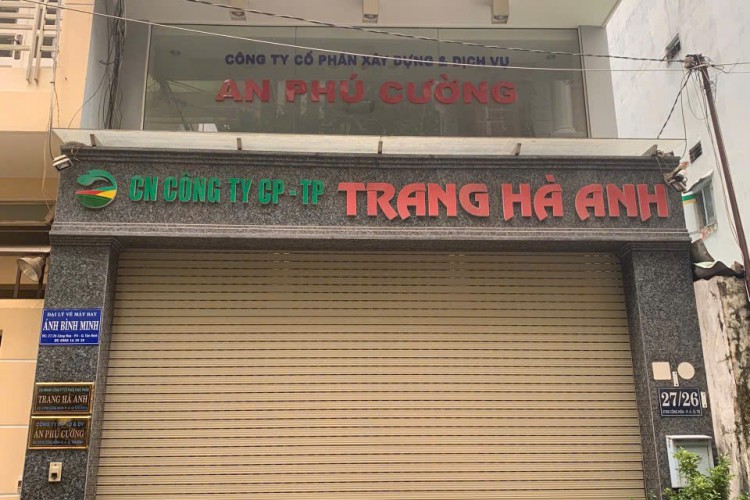 CÔNG TY CỔ PHẦN XÂY DỰNG & DỊCH VỤ
AN PHÚ CƯỜNG
CN CÔNG TY CP-TP TRANG HÀ ANH
ĐẠI LÝ VÉ MÁY BAY
ÁNH BÌNH MINH
TRANG HÀ ANH
AN PHÚ CƯỜNG
27/26